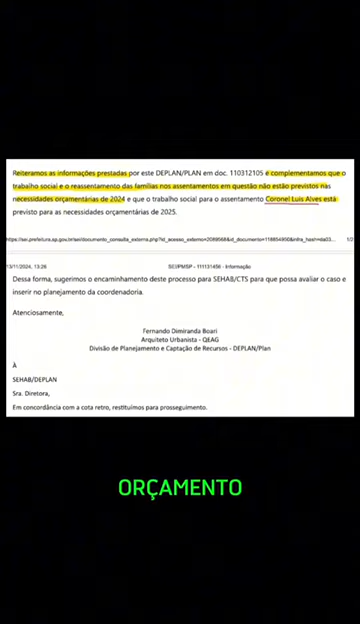 Reiteramos as informações prestadas por este DEPLAN/PLAN em doc. 110312105 e complementamos que o
trabalho social e o reassentamento das famílias nos assentamentos em questão não estão previstos nas
necessidades orçamentárias de 2024 e que o trabalho social para o assentamento Coronel Luis Alves está
previsto para as necessidades orçamentárias de 2025.
1/2
13/11/2024, 13:26
SEI/PMSP - 111131456 - Informação
Dessa forma, sugerimos o encaminhamento deste processo para SEHAB/CTS para que possa avaliar o caso e
inserir no planejamento da coordenadoria.
Atenciosamente,
Fernando Dimiranda Boari
Arquiteto Urbanista - QEAG
Divisão de Planejamento e Captação de Recursos - DEPLAN/Plan
À
SEHAB/DEPLAN
Sra. Diretora,
Em concordância com a cota retro, restituímos para prosseguimento.
ORÇAMENTO